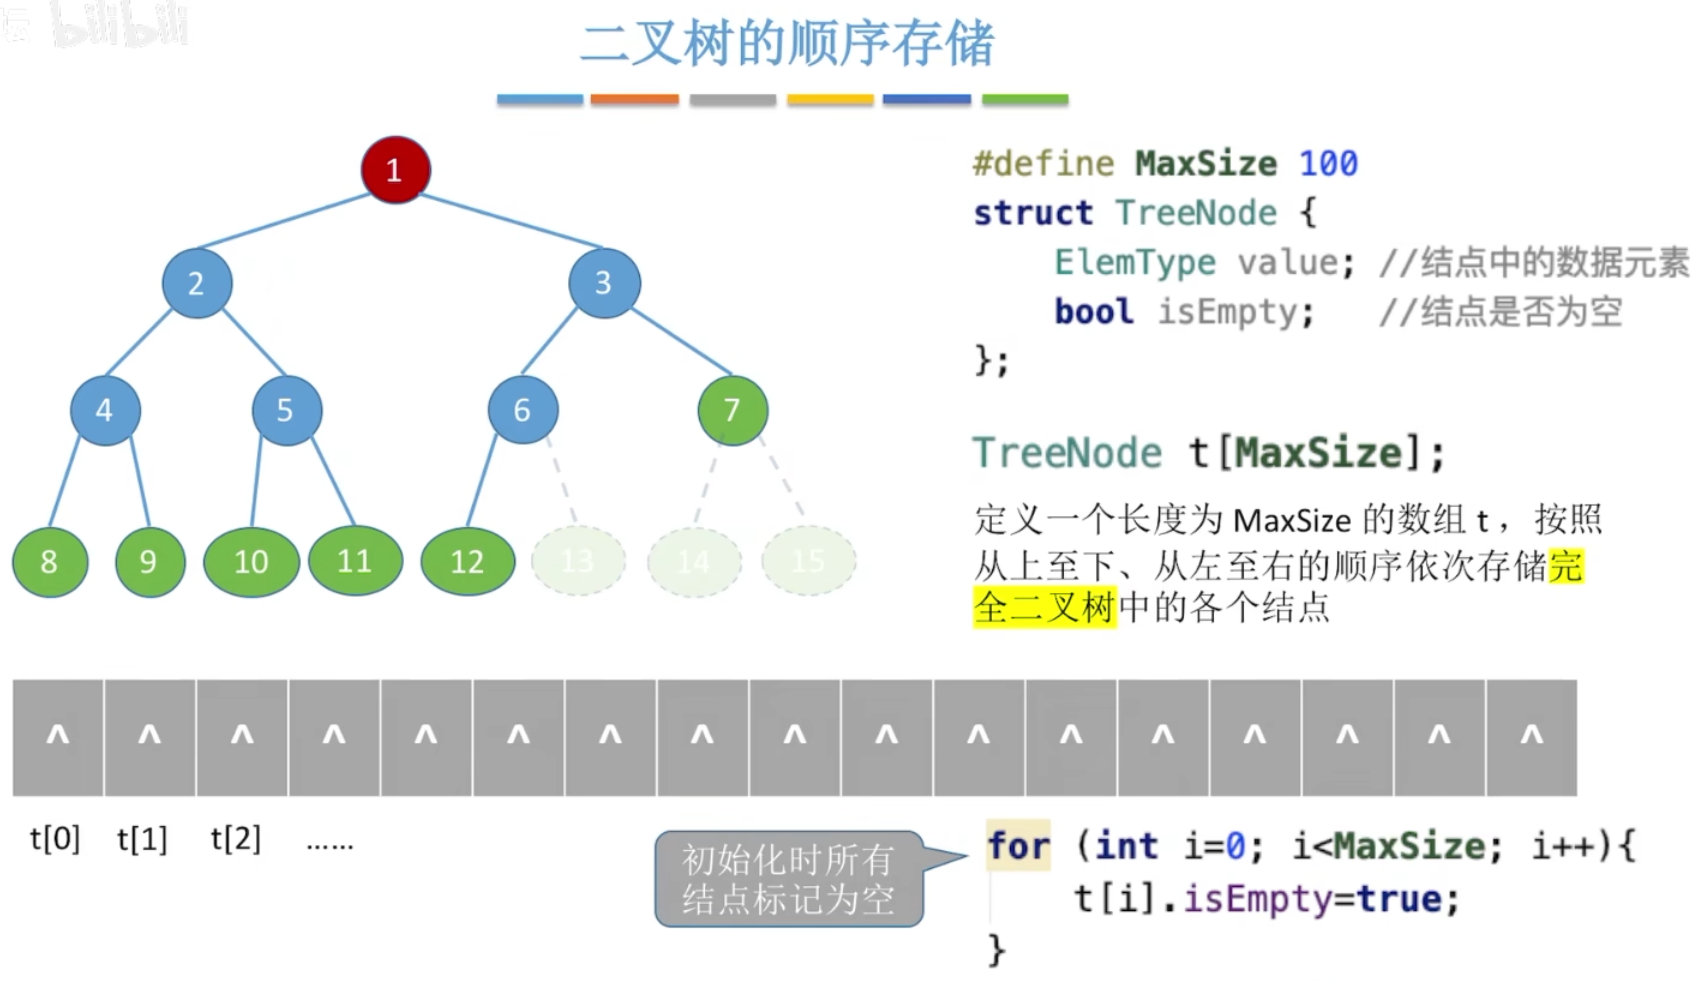 坛 bilibili
二叉树的顺序存储
1
2
3
4
5
6
7
8
9
10
11
12
13
14
15
#define MaxSize 100
struct TreeNode {
ElemType value; //结点中的数据元素
bool isEmpty; //结点是否为空
};
TreeNode t[MaxSize];
定义一个长度为 MaxSize 的数组 t ，按照
从上至下、从左至右的顺序依次存储完
全二叉树中的各个结点
^ ^ ^ ^ ^ ^ ^ ^ ^ ^ ^ ^ ^ ^ ^ ^ ^
t[0] t[1] t[2] ......
初始化时所有
结点标记为空
for (int i=0; i<MaxSize; i++){
t[i].isEmpty=true;
}